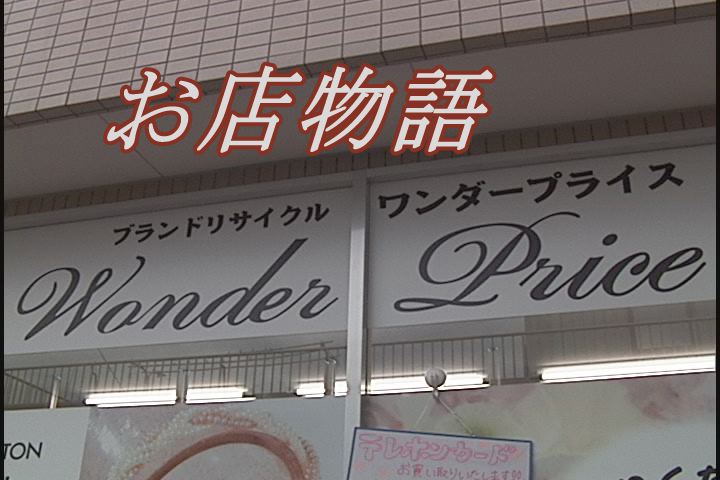 お店物語
ブランドリサイクル
ワンダープライス
Wonder
Price
TON
テレホンカード
お買い取りいたします